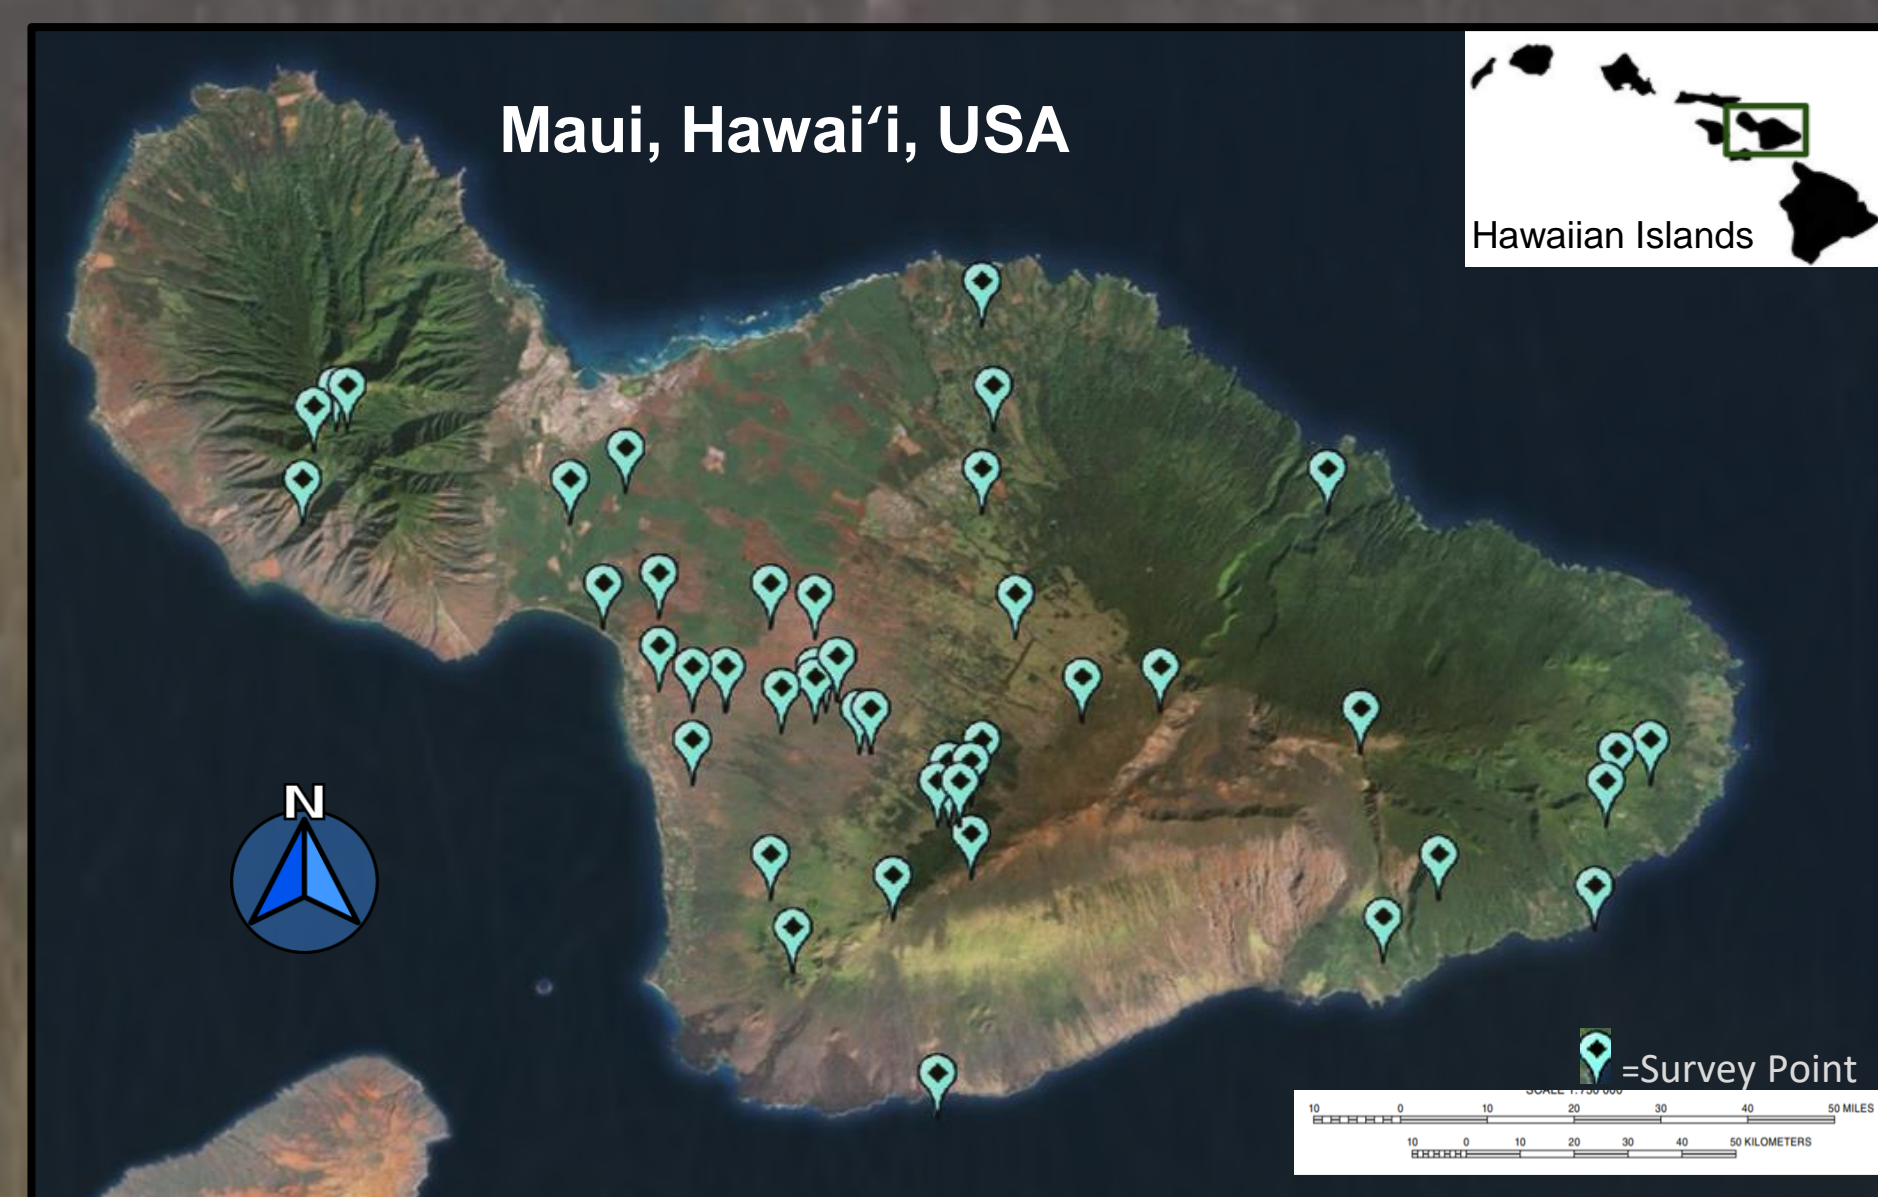 Maui, Hawaiʻi, USA
Hawaiian Islands
N
=Survey Point
10 0 10 20 30 40 50 MILES
10 0 10 20 30 40 50 KILOMETERS